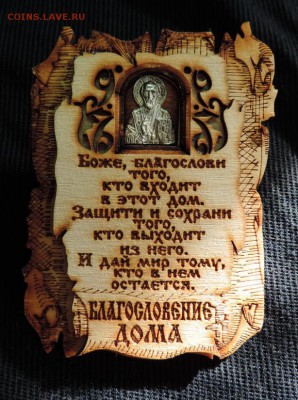 COINS.LAVE.RU
Боже, благослови
того,
кто входит
в этот дом.
Защити и сохрани
того,
кто выходит
из него.
И дай мир тому,
кто в нем
остается.
БЛАГОСЛОВЕНИЕ
ДОМА